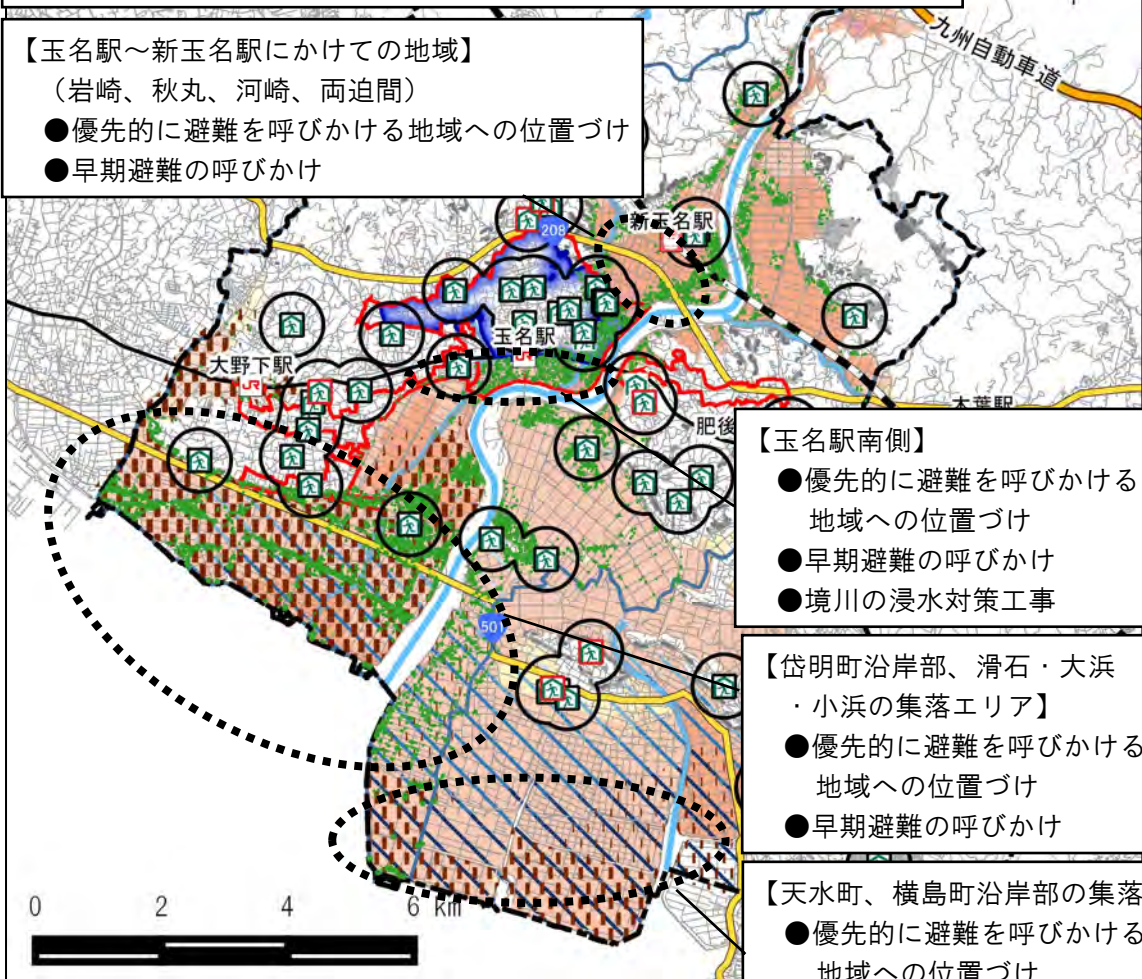 九州自動車道
【玉名駅～新玉名駅にかけての地域】
（岩崎、秋丸、河崎、両迫間）
●優先的に避難を呼びかける地域への位置づけ
●早期避難の呼びかけ
208
新玉名駅
玉名駅
JR
大野下駅
JR
木葉駅
肥後
【玉名駅南側】
●優先的に避難を呼びかける
地域への位置づけ
●早期避難の呼びかけ
●境川の浸水対策工事
501
【岱明町沿岸部、滑石・大浜
・小浜の集落エリア】
●優先的に避難を呼びかける
地域への位置づけ
●早期避難の呼びかけ
【天水町、横島町沿岸部の集落
●優先的に避難を呼びかける
地域への位置づけ
0 2 4 6 km